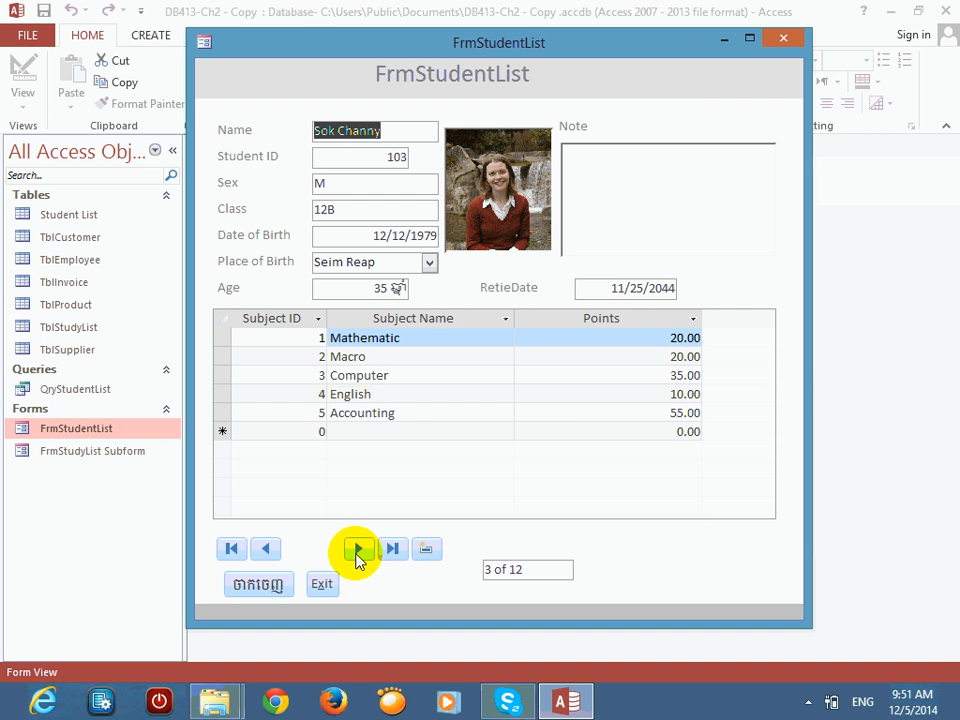 DB413-Ch2 - Copy : Database- C:\Users\Public\Documents\DB413-Ch2 - Copy .accdb (Access 2007 - 2013 file format) - Access
FILE
HOME
CREATE
Sign in
View
Paste
Cut
Copy
Format Painter
Views
Clipboard
ting
All Access Obj...
Search...
Tables
Student List
TblCustomer
TblEmployee
TblInvoice
TblProduct
TblStudyList
TblSupplier
Queries
QryStudentList
Forms
FrmStudentList
FrmStudyList Subform
FrmStudentList
FrmStudentList
Name Sok Channy
Note
Student ID 103
Sex M
Class 12B
Date of Birth 12/12/1979
Place of Birth Seim Reap
Age 35 ឆ្នាំ
RetieDate 11/25/2044
Subject ID Subject Name Points
1 Mathematic 20.00
2 Macro 20.00
3 Computer 35.00
4 English 10.00
5 Accounting 55.00
* 0 0.00
3 of 12
ចាកចេញ
Exit
Form View
ENG
9:51 AM
12/5/2014